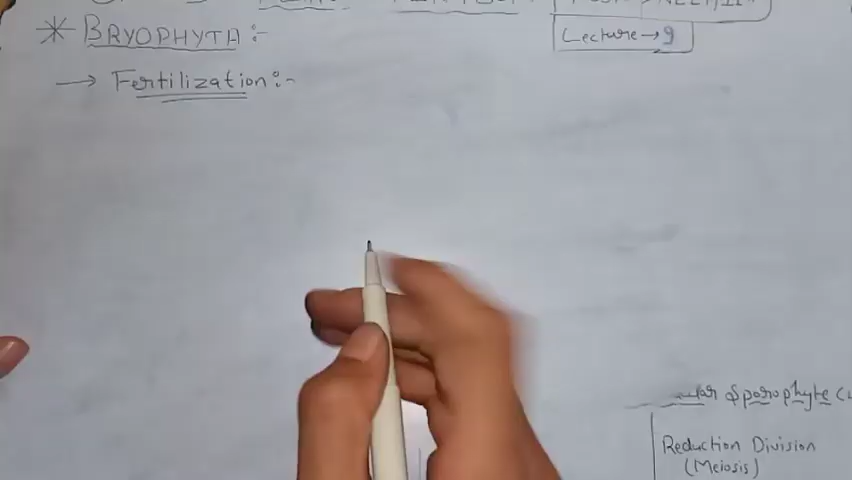 * BRYOPHYTA :-
Lecture → 9
→ Fertilization :-
Sporophyte
Reduction Division
(Meiosis)